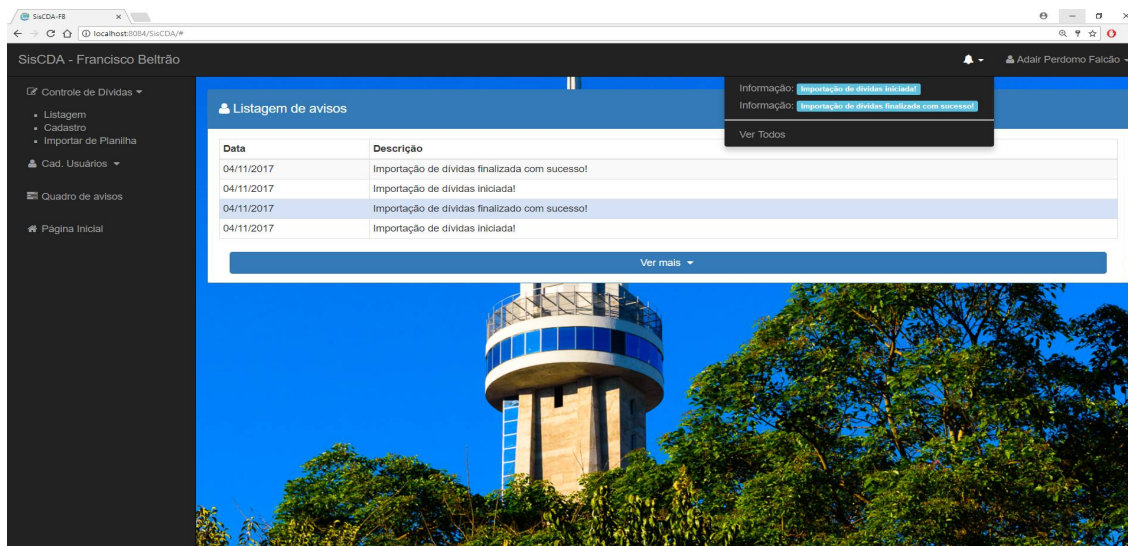 SisCDA-FB
localhost:8084/SisCDA/#
SisCDA - Francisco Beltrão
Adair Perdomo Falcão
Controle de Dívidas
Listagem
Cadastro
Importar de Planilha
Cad. Usuários
Quadro de avisos
Página Inicial
Informação: Importação de dívidas iniciada!
Informação: Importação de dívidas finalizada com sucesso!
Ver Todos
Listagem de avisos
Data Descrição
04/11/2017 Importação de dívidas finalizada com sucesso!
04/11/2017 Importação de dívidas iniciada!
04/11/2017 Importação de dívidas finalizado com sucesso!
04/11/2017 Importação de dívidas iniciada!
Ver mais